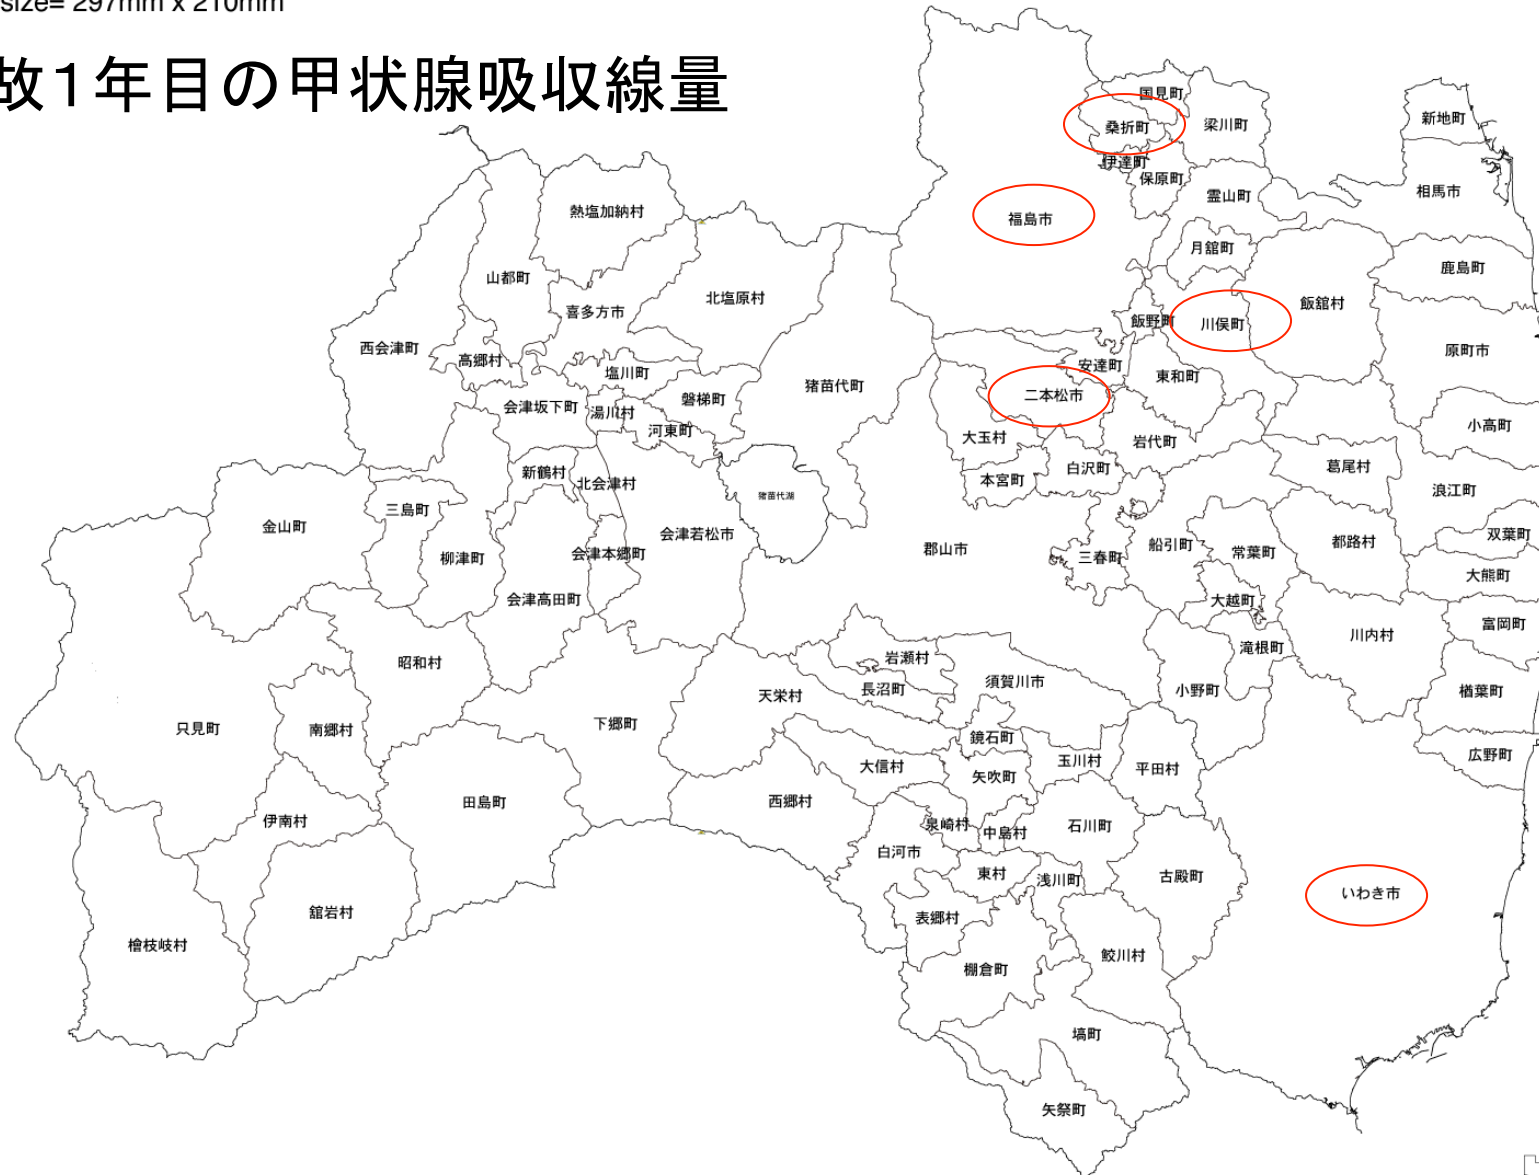 size= 297mm x 210mm
故１年目の甲状腺吸収線量
国見町
桑折町
梁川町
新地町
伊達町
保原町
霊山町
相馬市
熱塩加納村
福島市
月舘町
鹿島町
山都町
北塩原村
喜多方市
飯野町
川俣町
飯舘村
西会津町
高郷村
塩川町
猪苗代町
安達町
東和町
原町市
会津坂下町
湯川村
磐梯町
河東町
二本松市
大玉村
岩代町
小高町
新鶴村
北会津村
猪苗代湖
本宮町
白沢町
葛尾村
浪江町
金山町
三島町
柳津町
会津本郷町
会津若松市
郡山市
三春町
船引町
常葉町
都路村
双葉町
大熊町
会津高田町
大越町
富岡町
昭和村
岩瀬村
滝根町
川内村
只見町
南郷村
下郷町
天栄村
長沼町
須賀川市
小野町
楢葉町
鏡石町
玉川村
平田村
広野町
伊南村
田島町
西郷村
大信村
矢吹町
泉崎村
中島村
石川町
白河市
東村
浅川町
古殿町
いわき市
舘岩村
表郷村
檜枝岐村
棚倉町
鮫川村
塙町
矢祭町